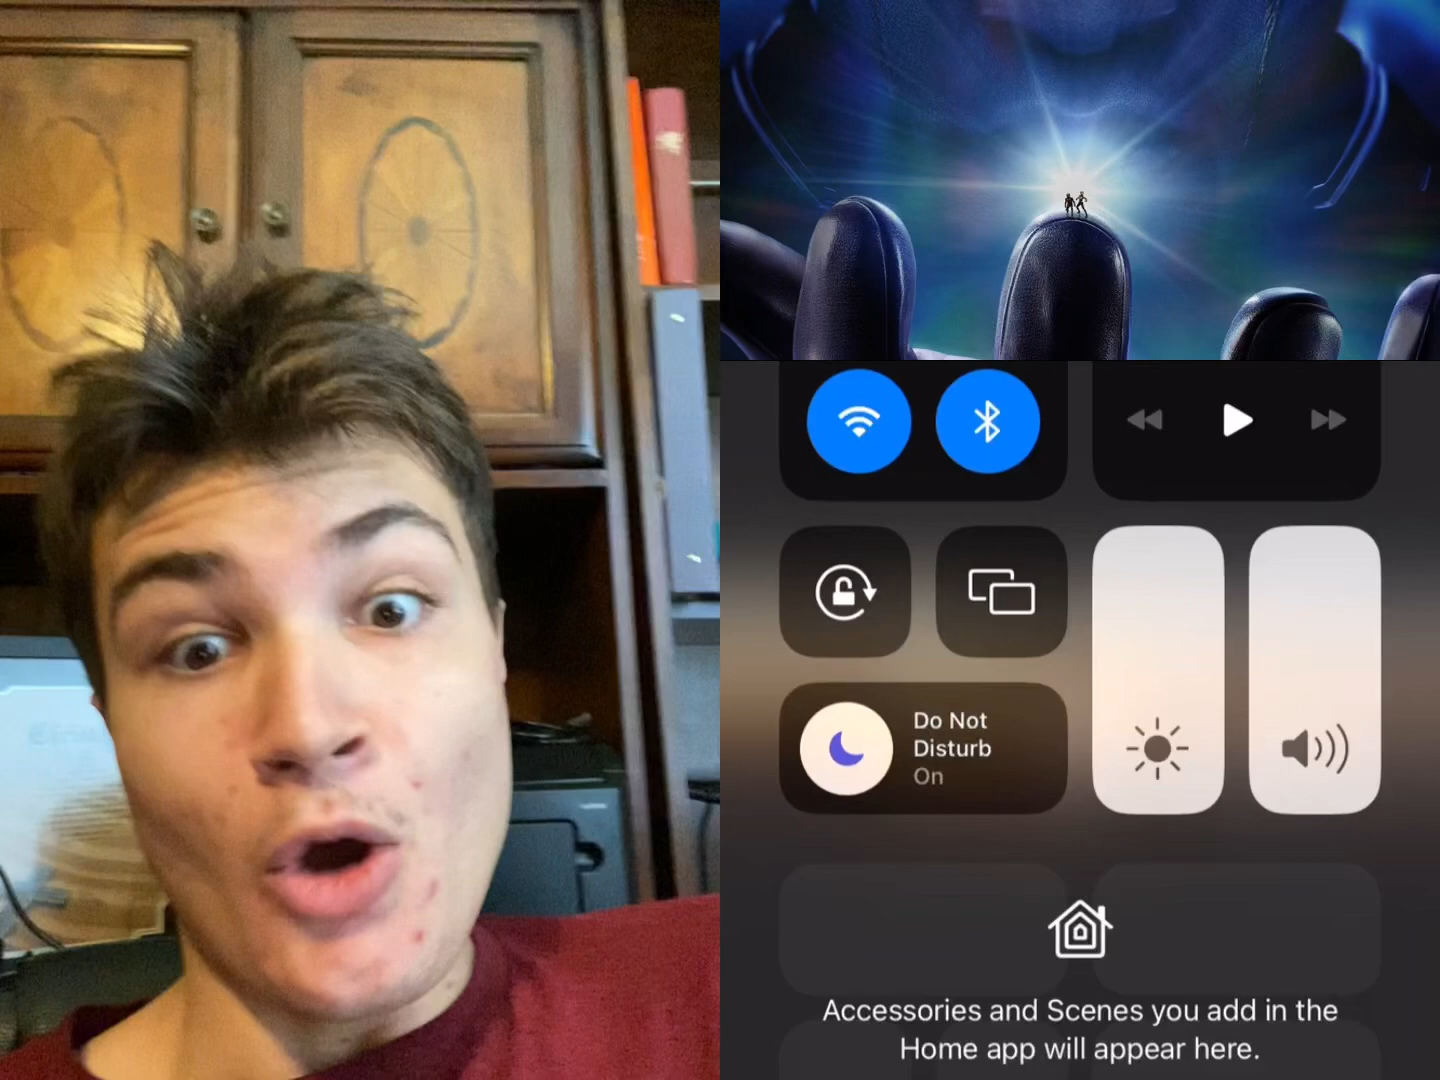 Do Not
Disturb
On
Accessories and Scenes you add in the
Home app will appear here.